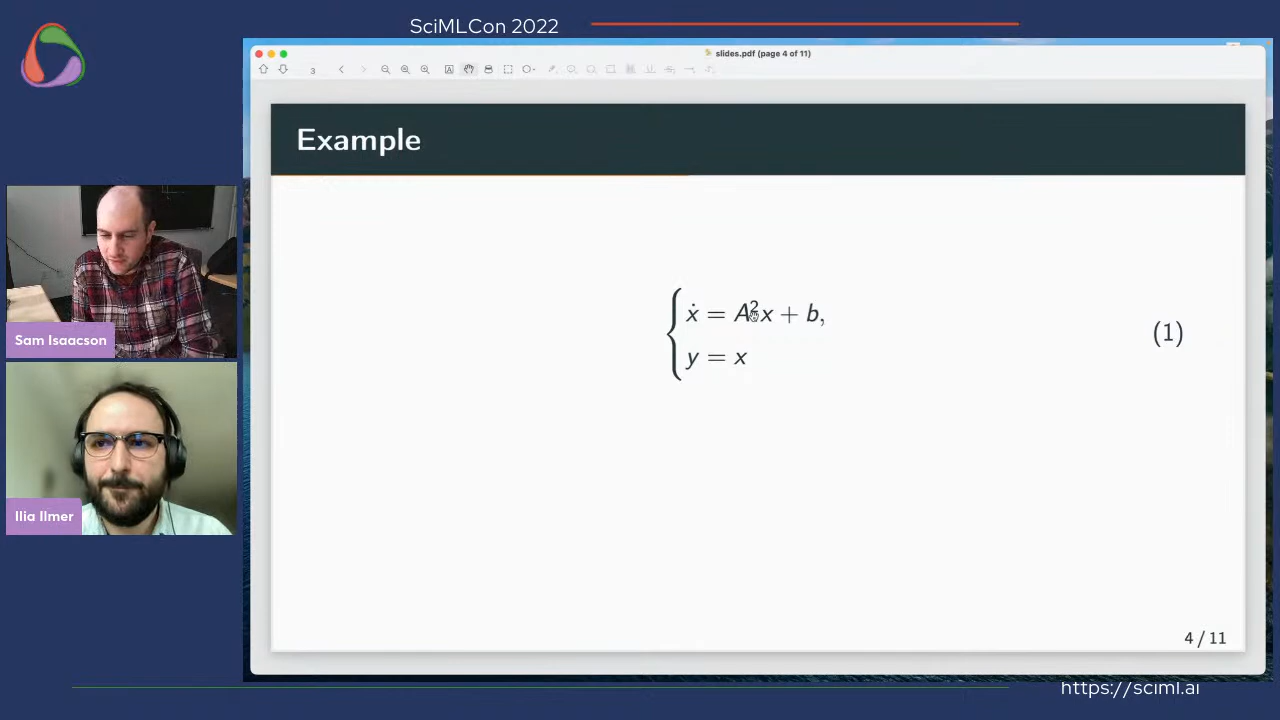 SciMLCon 2022
slides.pdf (page 4 of 11)
3
Example
ẋ = A²x + b,
y = x
(1)
Sam Isaacson
Ilia Ilmer
4 / 11
https://sciml.ai